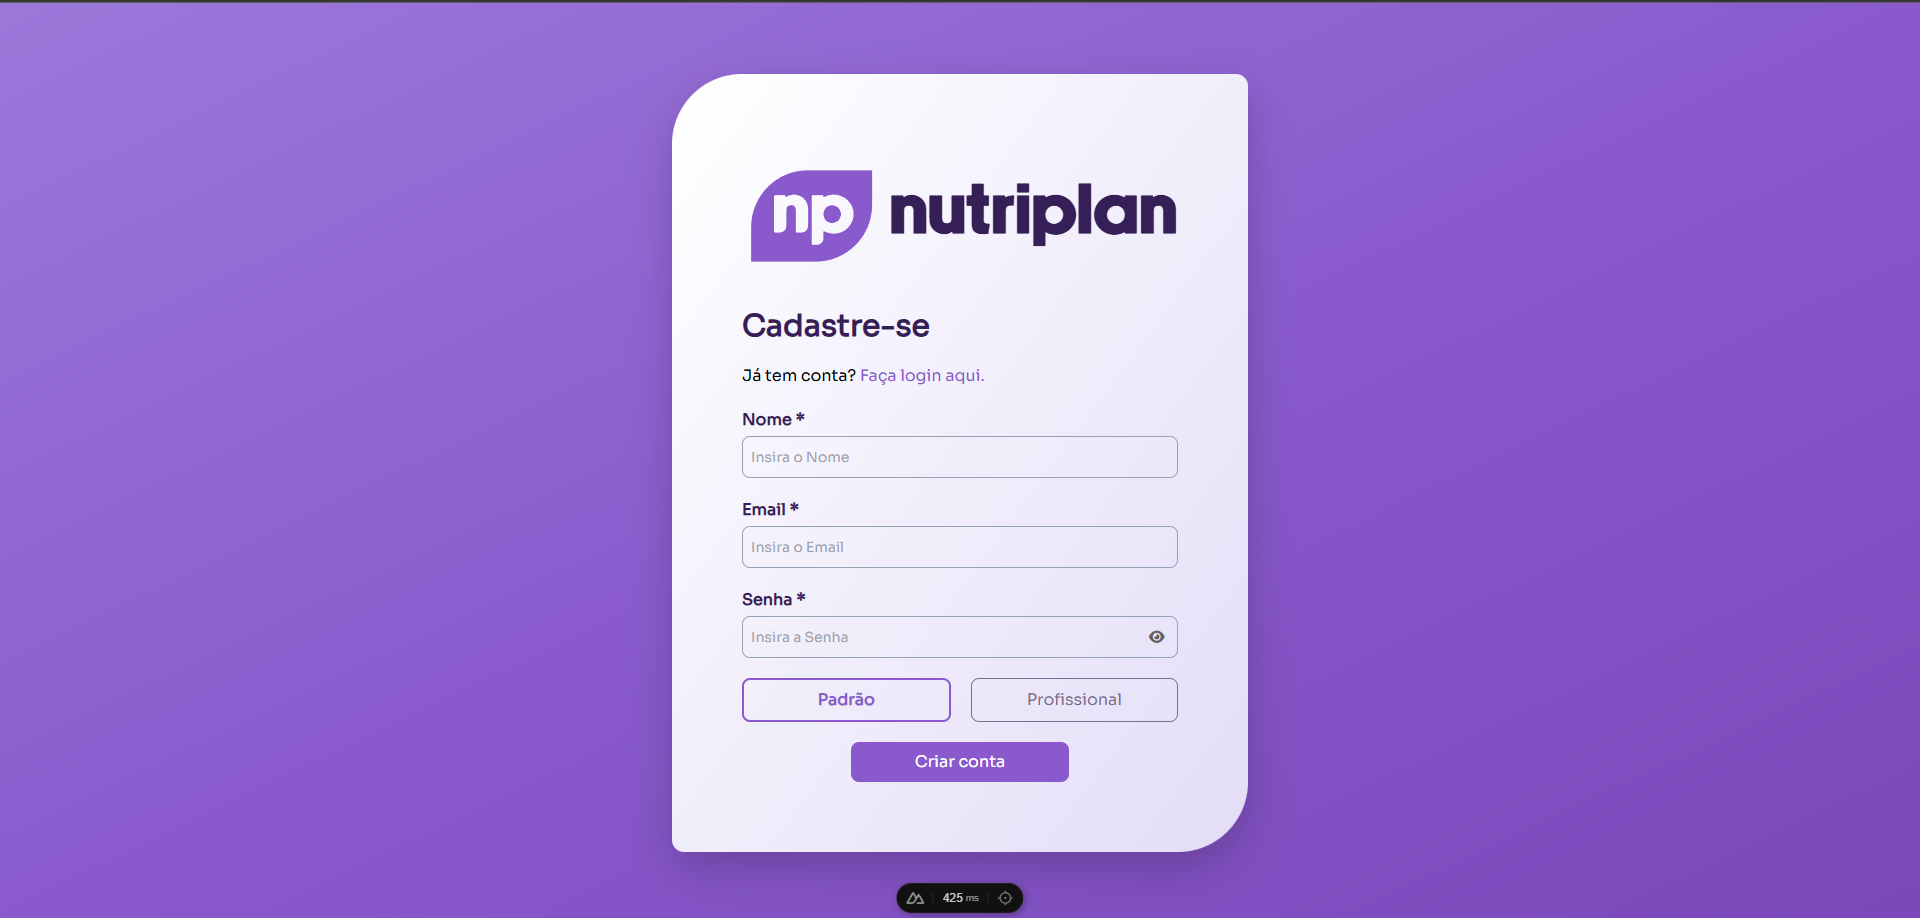 np nutriplan
Cadastre-se
Já tem conta? Faça login aqui.
Nome *
Insira o Nome
Email *
Insira o Email
Senha *
Insira a Senha
Padrão Profissional
Criar conta
425 ms